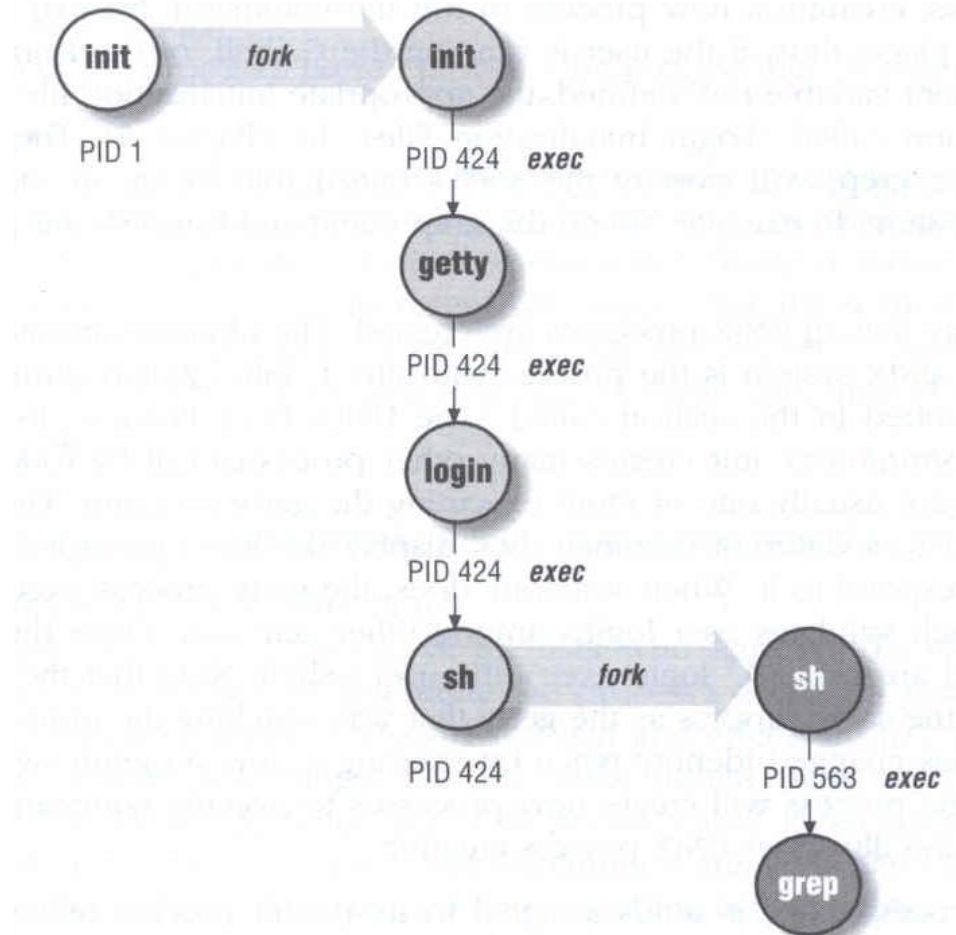 init
fork
init
PID 1
PID 424 exec
getty
PID 424 exec
login
PID 424 exec
sh
fork
sh
PID 424
PID 563 exec
grep